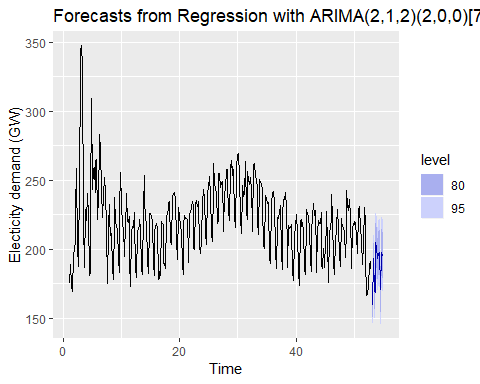 Forecasts from Regression with ARIMA(2,1,2)(2,0,0)[7
350
300
250
200
150
Electicity demand (GW)
0
20
40
Time
level
80
95